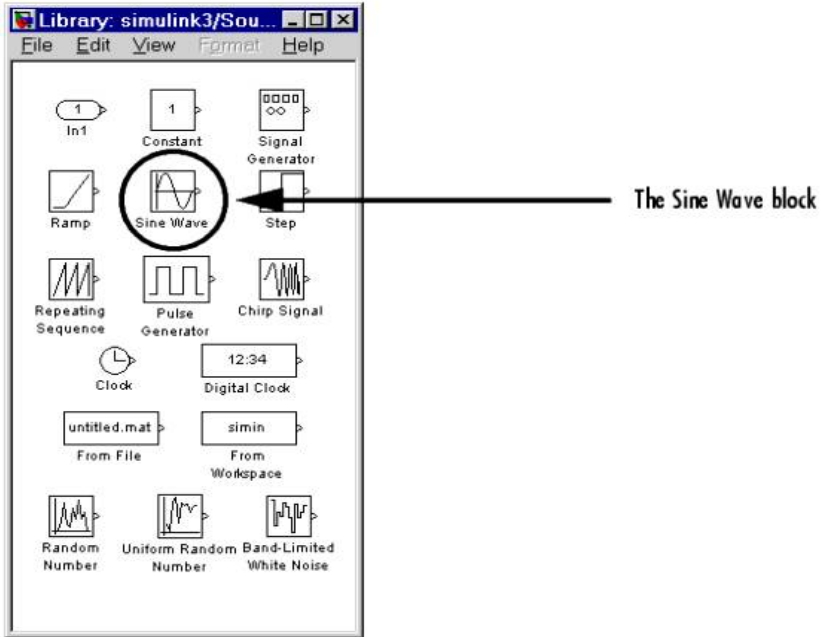 Library: simulink3/Sou...
File Edit View Format Help
1
In1
1
Constant
Signal
Generator
Ramp
Sine Wave
Step
The Sine Wave block
Repeating
Sequence
Pulse
Generator
Chirp Signal
Clock
12:34
Digital Clock
untitled.mat
From File
simin
From
Workspace
Random
Number
Uniform Random
Number
Band-Limited
White Noise